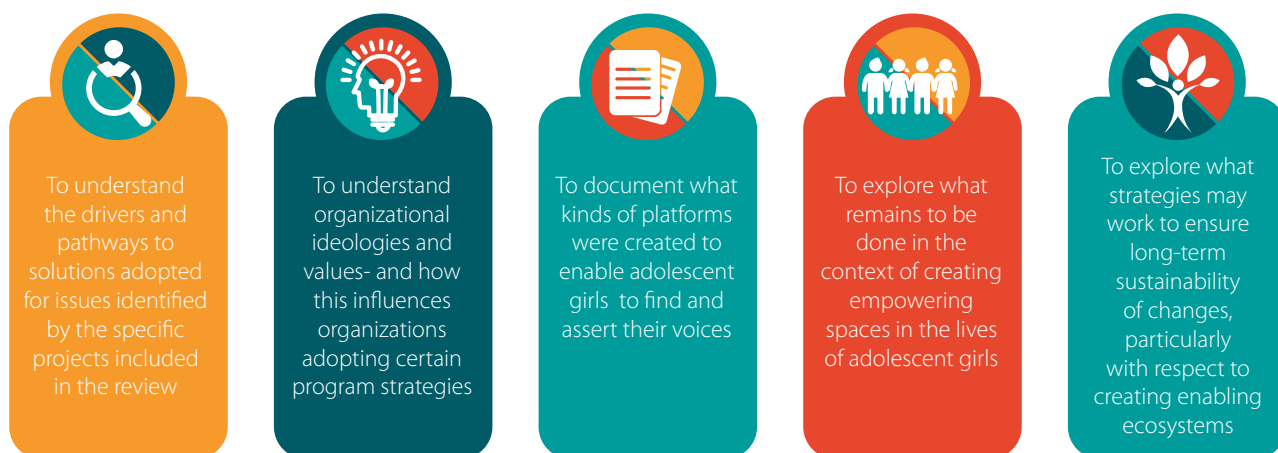 To understand
the drivers and
pathways to
solutions adopted
for issues identified
by the specific
projects included
in the review
To understand
organizational
ideologies and
values- and how
this influences
organizations
adopting certain
program strategies
To document what
kinds of platforms
were created to
enable adolescent
girls to find and
assert their voices
To explore what
remains to be
done in the
context of creating
empowering
spaces in the lives
of adolescent girls
To explore what
strategies may
work to ensure
long-term
sustainability
of changes,
particularly
with respect to
creating enabling
ecosystems